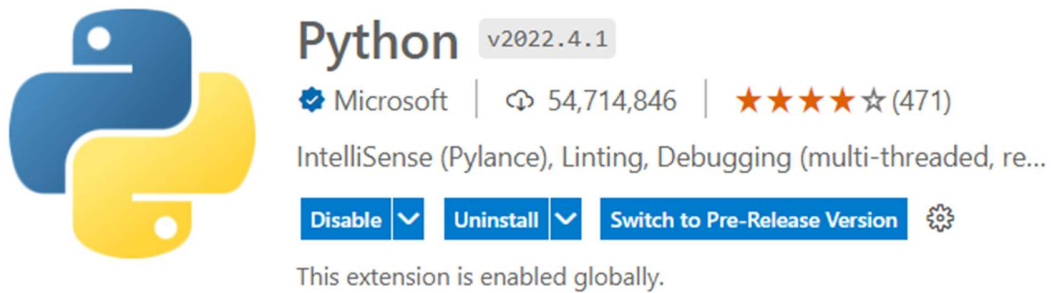 Python v2022.4.1
Microsoft 54,714,846 (471)
IntelliSense (Pylance), Linting, Debugging (multi-threaded, re...
Disable Uninstall Switch to Pre-Release Version
This extension is enabled globally.